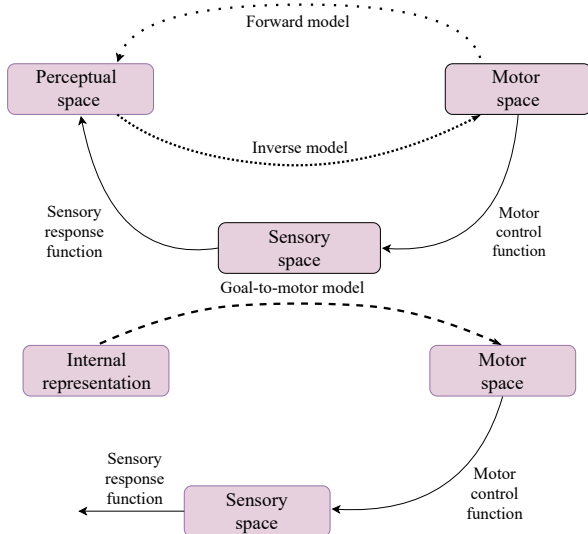 Forward model
Perceptual
space
Motor
space
Inverse model
Sensory
response
function
Motor
control
function
Sensory
space
Goal-to-motor model
Internal
representation
Motor
space
Sensory
response
function
Motor
control
function
Sensory
space